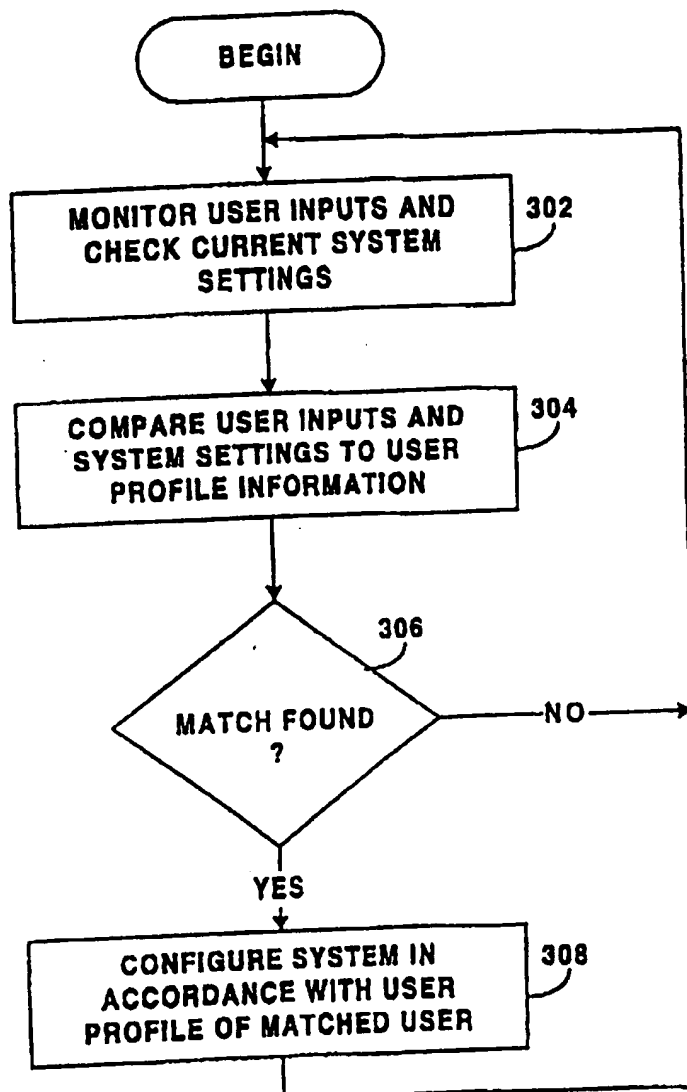 BEGIN
MONITOR USER INPUTS AND
CHECK CURRENT SYSTEM
SETTINGS
302
COMPARE USER INPUTS AND
SYSTEM SETTINGS TO USER
PROFILE INFORMATION
304
306
MATCH FOUND
?
NO
YES
CONFIGURE SYSTEM IN
ACCORDANCE WITH USER
PROFILE OF MATCHED USER
308